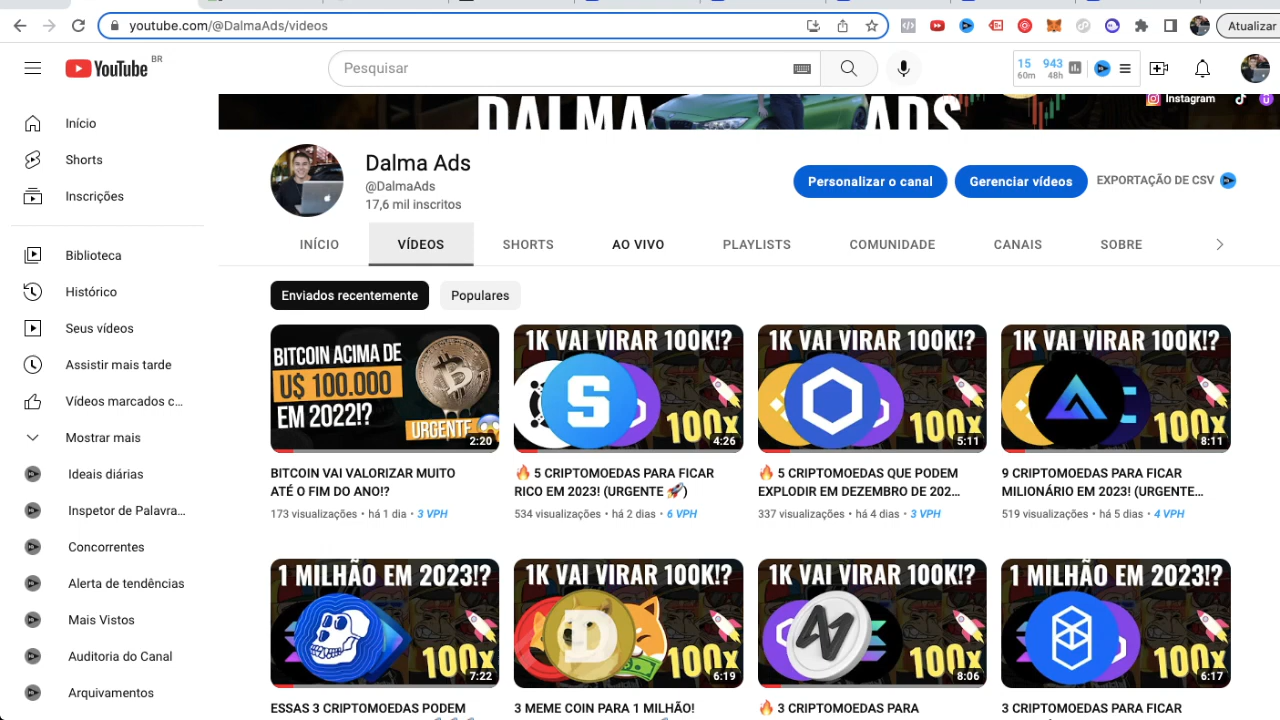 youtube.com/@DalmaAds/videos
Atualizar
YouTube BR
Pesquisar
15 943
60m 48h
DALMA ADS
Instagram
Início
Shorts
Inscrições
Biblioteca
Histórico
Seus vídeos
Assistir mais tarde
Vídeos marcados c...
Mostrar mais
Ideais diárias
Inspetor de Palavra...
Concorrentes
Alerta de tendências
Mais Vistos
Auditoria do Canal
Arquivamentos
Dalma Ads
@DalmaAds
17,6 mil inscritos
Personalizar o canal
Gerenciar vídeos
EXPORTAÇÃO DE CSV
INÍCIO VÍDEOS SHORTS AO VIVO PLAYLISTS COMUNIDADE CANAIS SOBRE
Enviados recentemente
Populares
BITCOIN ACIMA DE
U$ 100.000
EM 2022!?
URGENTE
2:20
BITCOIN VAI VALORIZAR MUITO
ATÉ O FIM DO ANO!?
173 visualizações • há 1 dia • 3 VPH
1K VAI VIRAR 100K!?
S
100x
4:26
🔥 5 CRIPTOMOEDAS PARA FICAR
RICO EM 2023! (URGENTE 🚀)
534 visualizações • há 2 dias • 6 VPH
1K VAI VIRAR 100K!?
100x
5:11
🔥 5 CRIPTOMOEDAS QUE PODEM
EXPLODIR EM DEZEMBRO DE 202...
337 visualizações • há 4 dias • 3 VPH
1K VAI VIRAR 100K!?
100x
8:11
9 CRIPTOMOEDAS PARA FICAR
MILIONÁRIO EM 2023! (URGENTE...
519 visualizações • há 5 dias • 4 VPH
1 MILHÃO EM 2023!?
100x
7:22
ESSAS 3 CRIPTOMOEDAS PODEM
1K VAI VIRAR 100K!?
100x
6:19
3 MEME COIN PARA 1 MILHÃO!
1K VAI VIRAR 100K!?
100x
8:06
🔥 3 CRIPTOMOEDAS PARA
1 MILHÃO EM 2023!?
100x
6:17
3 CRIPTOMOEDAS PARA FICAR